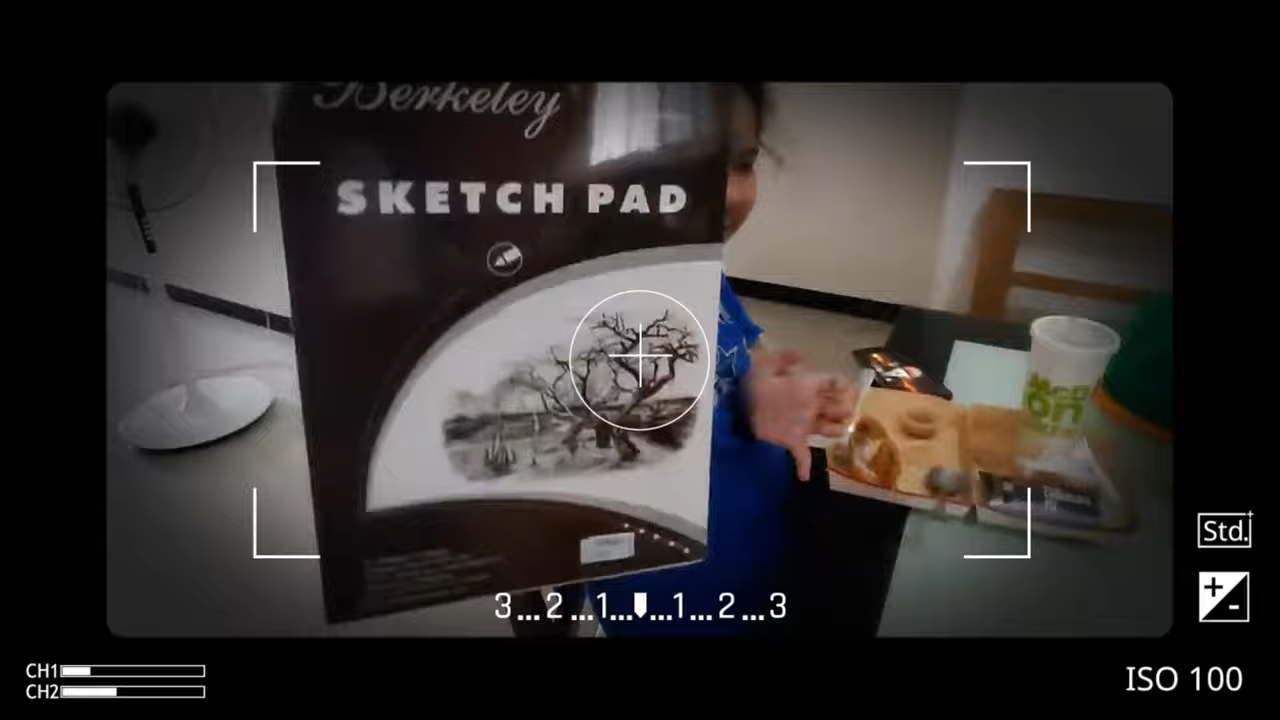 Berkeley
SKETCH PAD
3...2...1... ...1...2...3
Std.
+
-
CH1
CH2
ISO 100